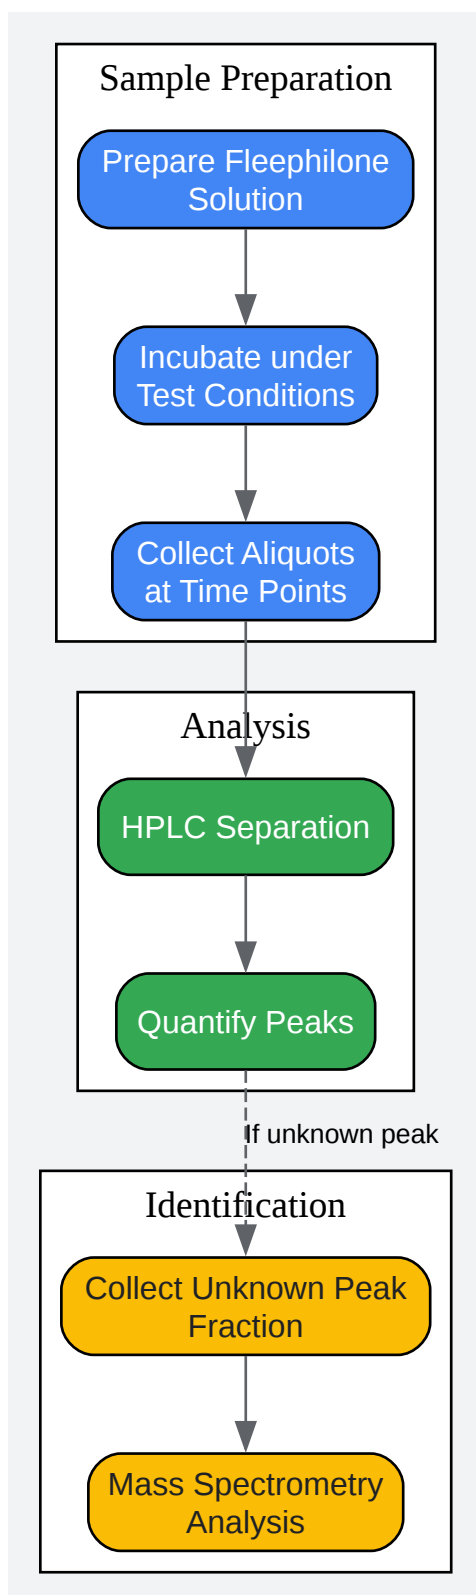 Sample Preparation
Prepare Fleephilone
Solution
Incubate under
Test Conditions
Collect Aliquots
at Time Points
Analysis
HPLC Separation
Quantify Peaks
If unknown peak
Identification
Collect Unknown Peak
Fraction
Mass Spectrometry
Analysis